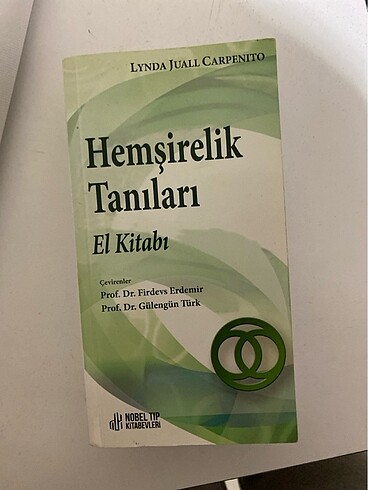 LYNDA JUALL CARPENITO
Hemşirelik
Tanıları
El Kitabı
Çevirenler
Prof. Dr. Firdevs Erdemir
Prof. Dr. Gülengün Türk
NOBEL TIP
KİTABEVLERİ